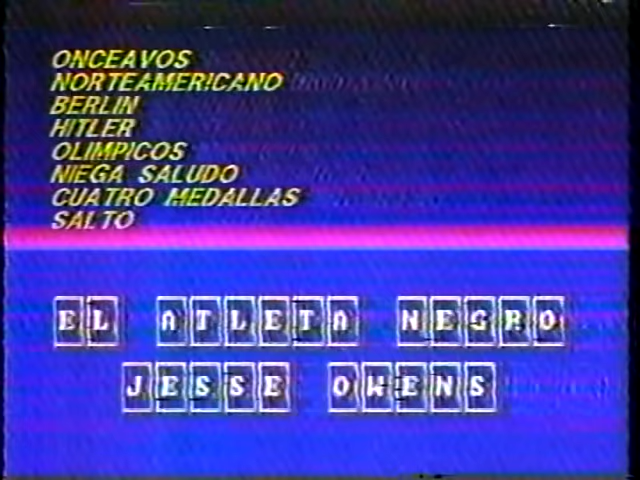 ONCEAVOS
NORTEAMERICANO
BERLIN
HITLER
OLIMPICOS
NIEGA SALUDO
CUATRO MEDALLAS
SALTO
EL ATLETA NEGRO
JESSE OWENS